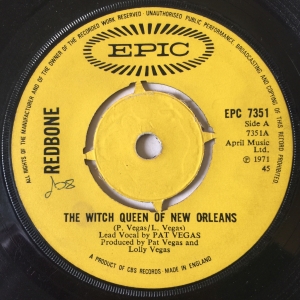 ALL RIGHTS OF THE MANUFACTURER AND OF THE OWNER OF THE RECORDED WORK RESERVED · UNAUTHORISED PUBLIC PERFORMANCE, BROADCASTING AND COPYING OF THIS RECORD PROHIBITED
EPIC
REDBONE
EPC 7351
Side A
7351A
April Music
Ltd.
℗ 1971
45
THE WITCH QUEEN OF NEW ORLEANS
(P. Vegas/L. Vegas)
Lead Vocal by PAT VEGAS
Produced by Pat Vegas and
Lolly Vegas
A PRODUCT OF CBS RECORDS MADE IN ENGLAND